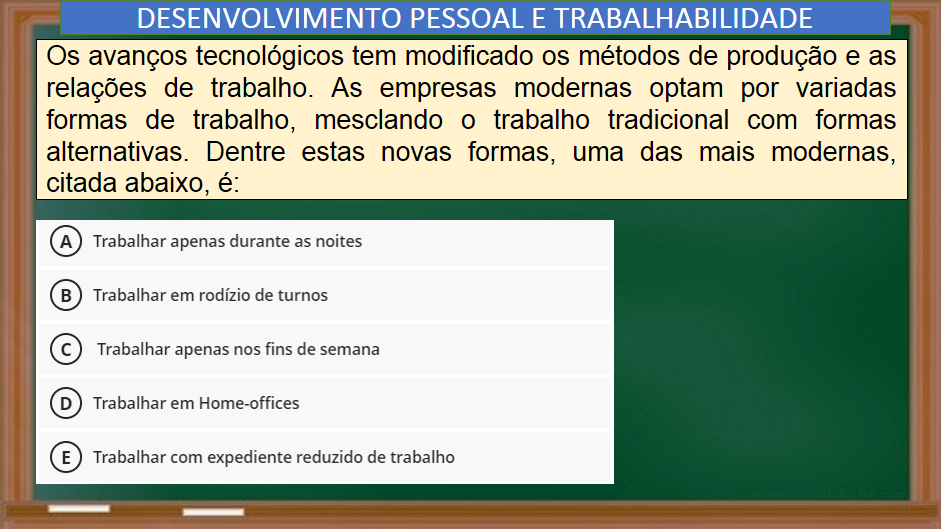 DESENVOLVIMENTO PESSOAL E TRABALHABILIDADE
Os avanços tecnológicos tem modificado os métodos de produção e as
relações de trabalho. As empresas modernas optam por variadas
formas de trabalho, mesclando o trabalho tradicional com formas
alternativas. Dentre estas novas formas, uma das mais modernas,
citada abaixo, é:
A Trabalhar apenas durante as noites
B Trabalhar em rodízio de turnos
C Trabalhar apenas nos fins de semana
D Trabalhar em Home-offices
E Trabalhar com expediente reduzido de trabalho